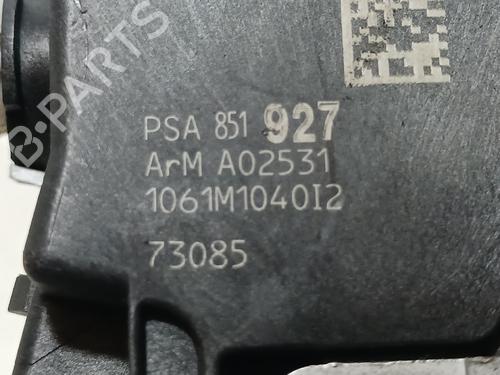 B-PARTS
PSA 851 927
ArM A02531
1061M1040I2
73085